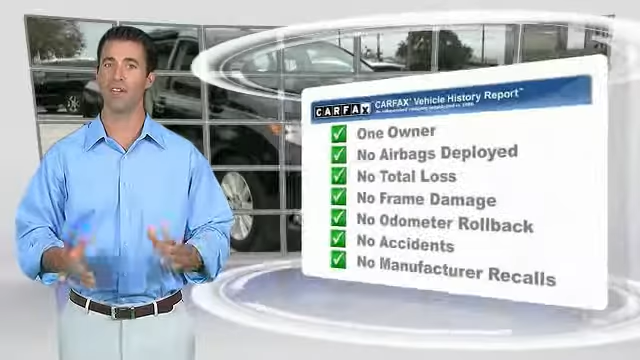 CARFAX CARFAX Vehicle History Report™
One Owner
No Airbags Deployed
No Total Loss
No Frame Damage
No Odometer Rollback
No Accidents
No Manufacturer Recalls